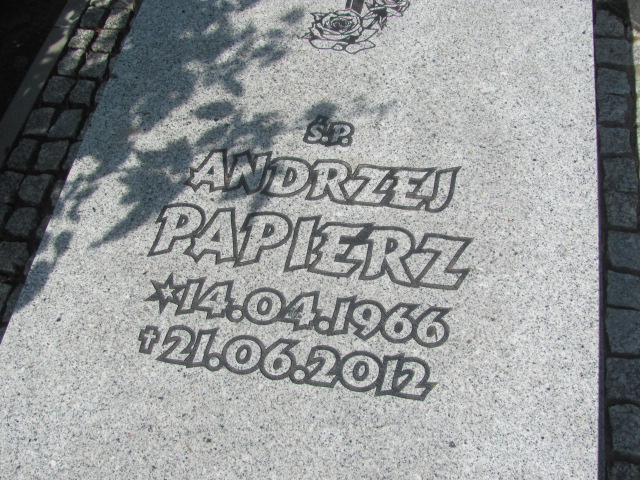 Ś.P.
ANDRZEJ
PAPIERZ
☆14.04.1966
✝21.06.2012